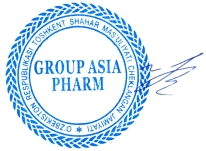 O'ZBEKISTON RESPUBLIKASI TOSHKENT SHAHAR MAS'ULIYATI CHEKLANGAN JAMIYATI
GROUP ASIA
PHARM